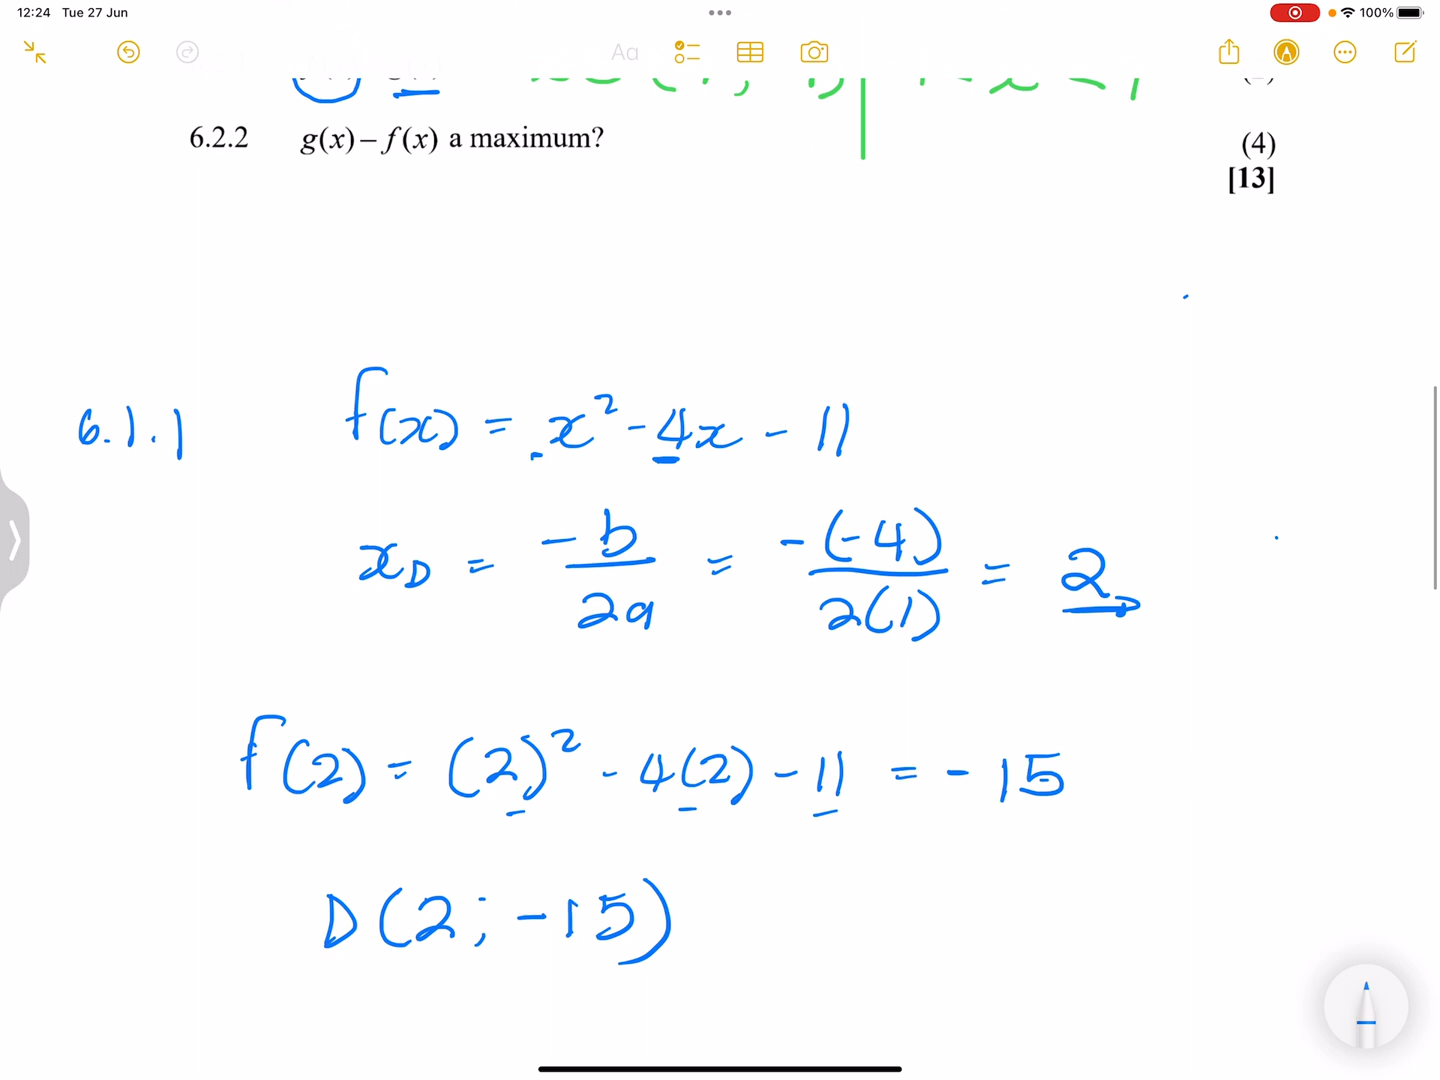 12:24 Tue 27 Jun 100%
Aa
6.2.2 g(x) – f(x) a maximum? (4)
[13]
6.1.1 f(x) = x² - 4x - 11
x_D = -b/2a = -(-4)/2(1) = 2
f(2) = (2)² - 4(2) - 11 = -15
D(2; -15)